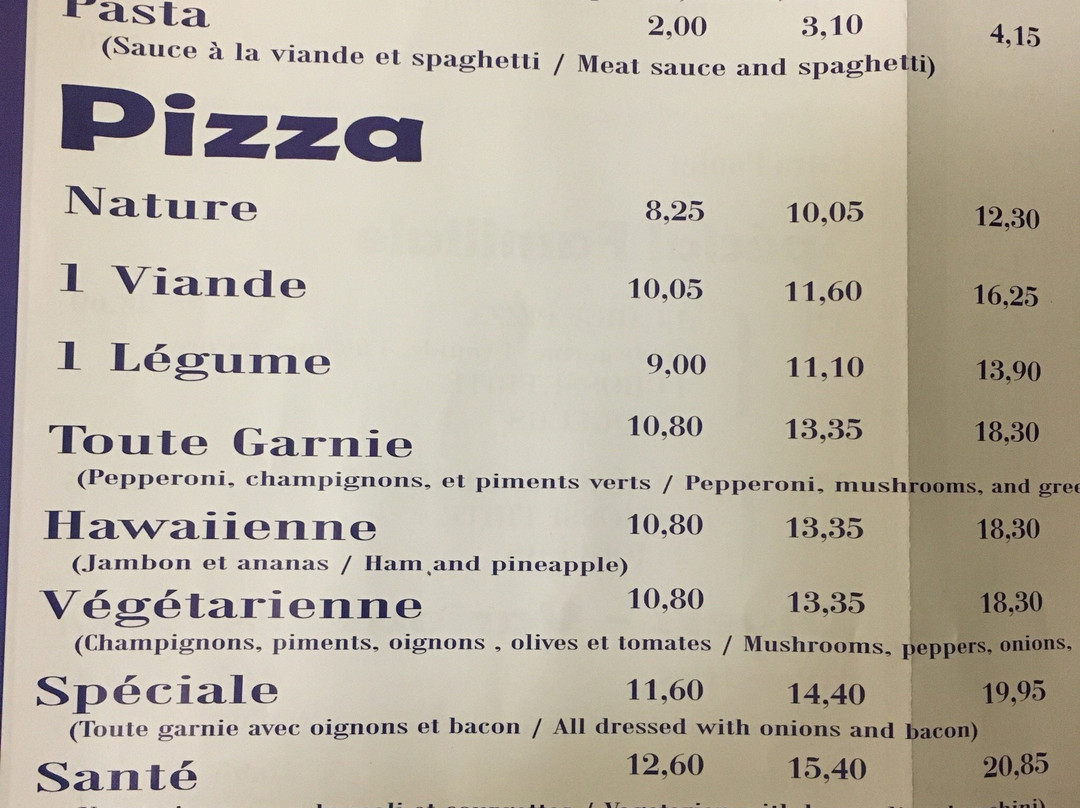 Pasta 2,00 3,10 4,15
(Sauce à la viande et spaghetti / Meat sauce and spaghetti)
Pizza
Nature 8,25 10,05 12,30
1 Viande 10,05 11,60 16,25
1 Légume 9,00 11,10 13,90
Toute Garnie 10,80 13,35 18,30
(Pepperoni, champignons, et piments verts / Pepperoni, mushrooms, and gree
Hawaiienne 10,80 13,35 18,30
(Jambon et ananas / Ham and pineapple)
Végétarienne 10,80 13,35 18,30
(Champignons, piments, oignons , olives et tomates / Mushrooms, peppers, onions,
Spéciale 11,60 14,40 19,95
(Toute garnie avec oignons et bacon / All dressed with onions and bacon)
Santé 12,60 15,40 20,85